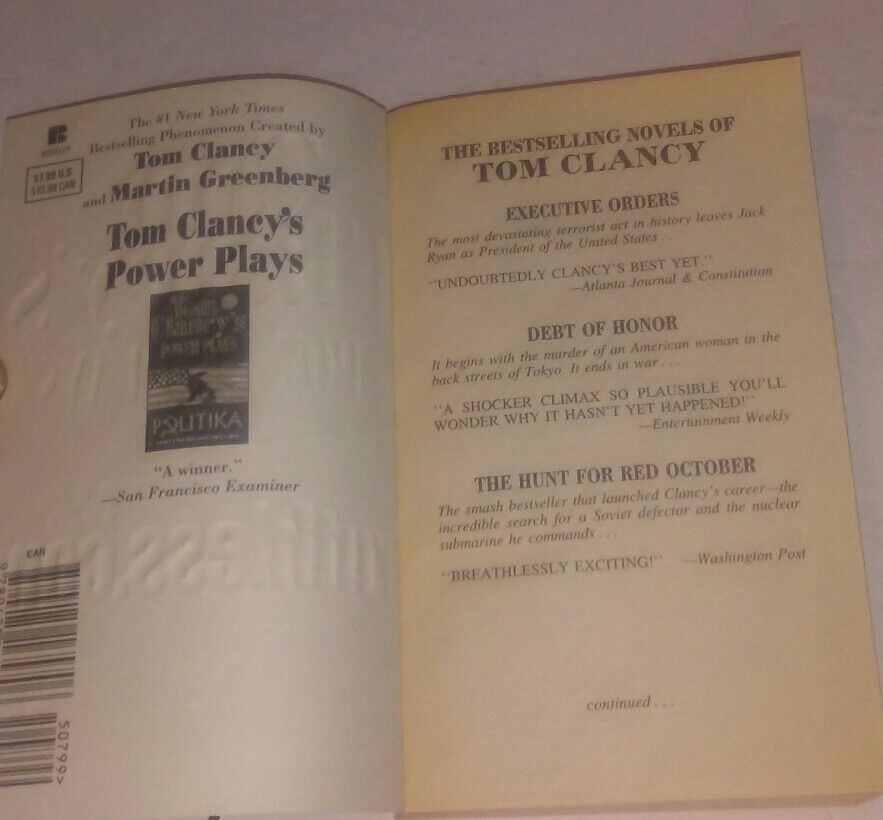 B
BERKLEY
$7.99 U.S.
$10.99 CAN
The #1 New York Times
Bestselling Phenomenon Created by
Tom Clancy
and Martin Greenberg
Tom Clancy's
Power Plays
Tom
Clancy's
POWER PLAYS
POLITIKA
"A winner."
—San Francisco Examiner
EAN
50799>
THE BESTSELLING NOVELS OF
TOM CLANCY
EXECUTIVE ORDERS
The most devastating terrorist act in history leaves Jack
Ryan as President of the United States . .
"UNDOUBTEDLY CLANCY'S BEST YET."
—Atlanta Journal & Constitution
DEBT OF HONOR
It begins with the murder of an American woman in the
back streets of Tokyo. It ends in war . . .
"A SHOCKER CLIMAX SO PLAUSIBLE YOU'LL
WONDER WHY IT HASN'T YET HAPPENED!"
—Entertainment Weekly
THE HUNT FOR RED OCTOBER
The smash bestseller that launched Clancy's career—the
incredible search for a Soviet defector and the nuclear
submarine he commands . . .
"BREATHLESSLY EXCITING!" —Washington Post
continued . . .